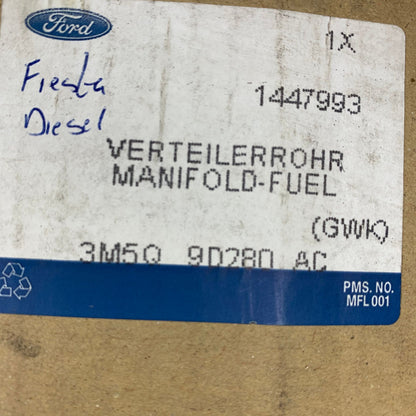 Ford
1X
Fiesta
Diesel
1447993
VERTEILERROHR
MANIFOLD-FUEL
(GWK)
3M5Q 9D280 AC
PMS. NO.
MFL 001